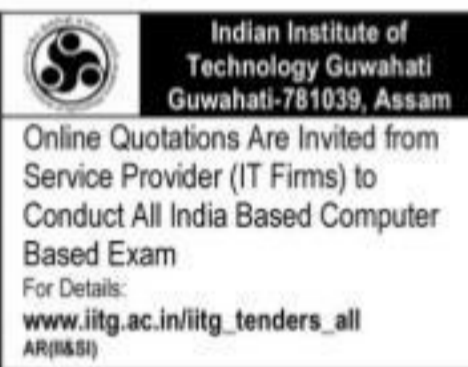 Indian Institute of
Technology Guwahati
Guwahati-781039, Assam
Online Quotations Are Invited from
Service Provider (IT Firms) to
Conduct All India Based Computer
Based Exam
For Details:
www.iitg.ac.in/iitg_tenders_all
AR(II&SI)